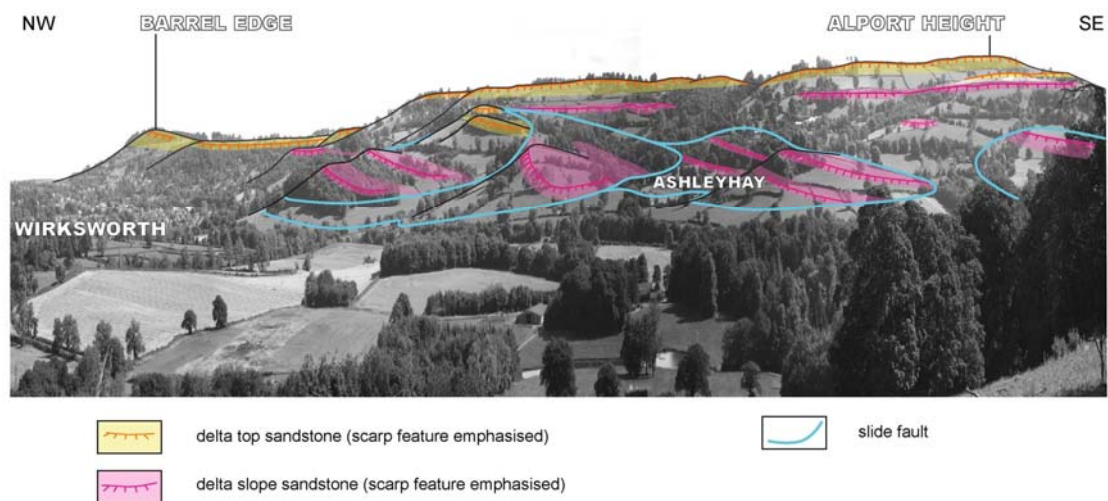 NW
BARREL EDGE
ALPORT HEIGHT
SE
ASHLEYHAY
WIRKSWORTH
delta top sandstone (scarp feature emphasised)
slide fault
delta slope sandstone (scarp feature emphasised)